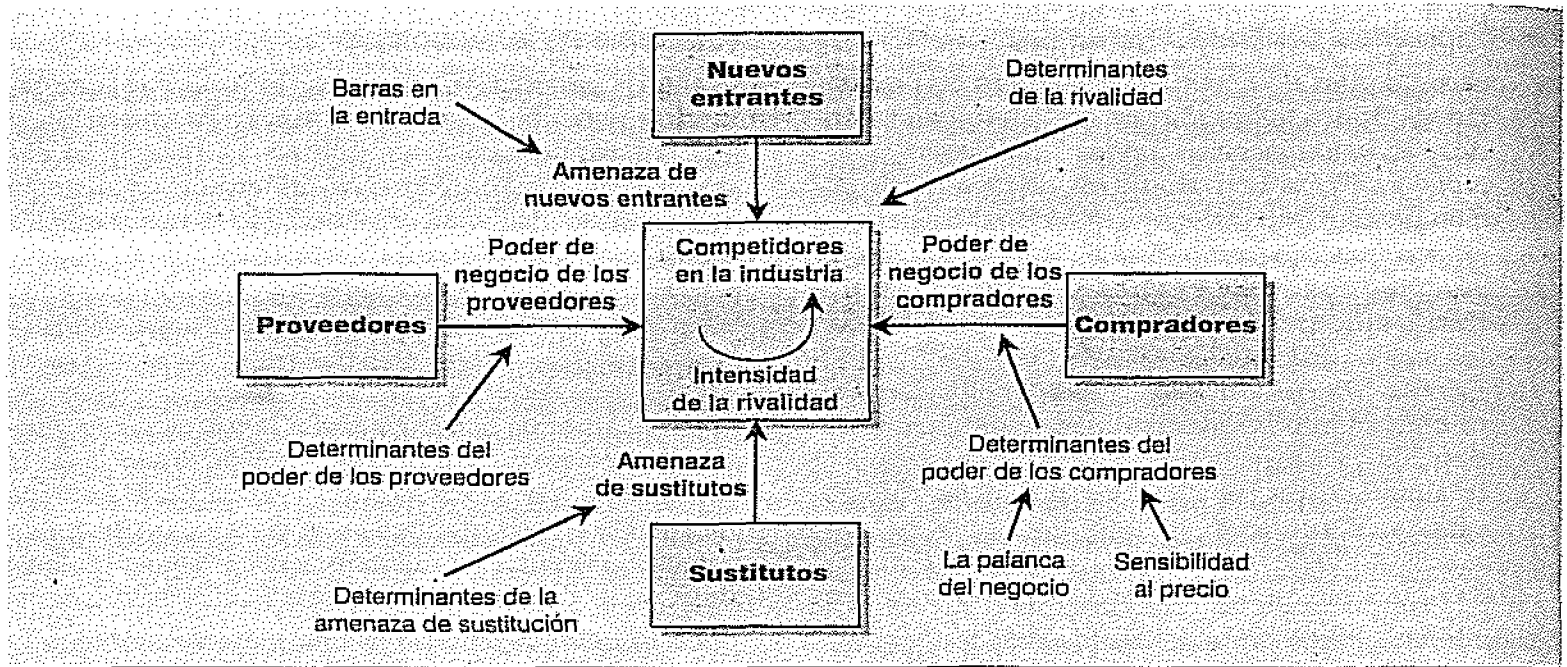 Nuevos
entrantes
Barras en
la entrada
Determinantes
de la rivalidad
Amenaza de
nuevos entrantes
Poder de
negocio de los
proveedores
Competidores
en la industria
Poder de
negocio de los
compradores
Proveedores
Compradores
Intensidad
de la rivalidad
Determinantes del
poder de los proveedores
Amenaza
de sustitutos
Determinantes del
poder de los compradores
Sustitutos
La palanca
del negocio
Sensibilidad
al precio
Determinantes de la
amenaza de sustitución